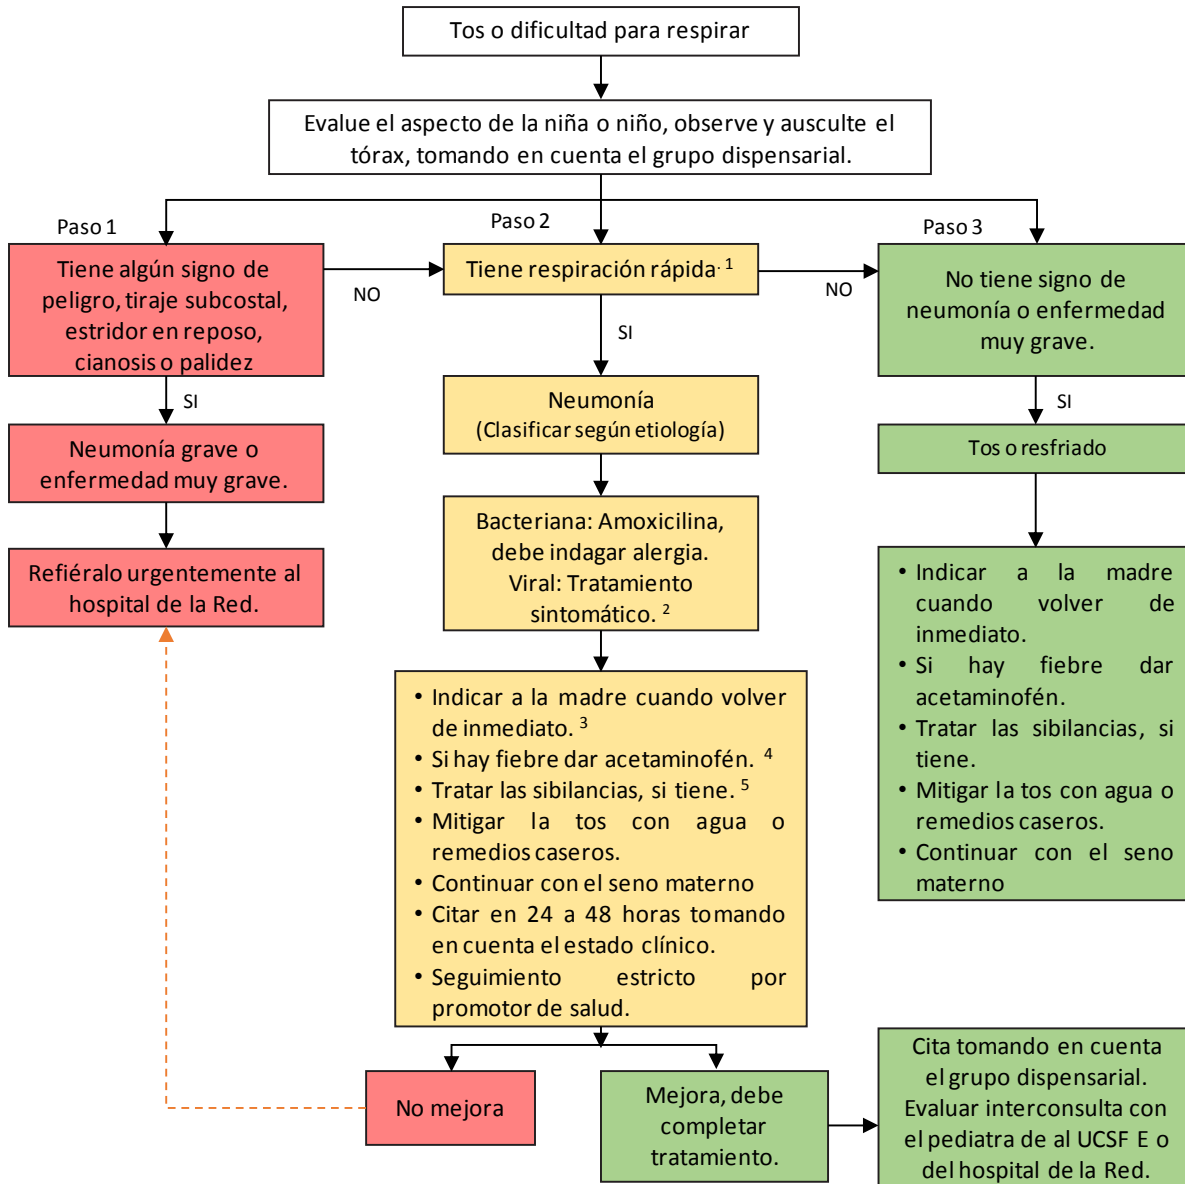 Tos o dificultad para respirar
Evalue el aspecto de la niña o niño, observe y ausculte el
tórax, tomando en cuenta el grupo dispensarial.
Paso 1
Paso 2
Paso 3
Tiene algún signo de
peligro, tiraje subcostal,
estridor en reposo,
cianosis o palidez
NO
Tiene respiración rápida. 1
NO
No tiene signo de
neumonía o enfermedad
muy grave.
SI
SI
SI
Neumonía grave o
enfermedad muy grave.
Neumonía
(Clasificar según etiología)
Tos o resfriado
Refiéralo urgentemente al
hospital de la Red.
Bacteriana: Amoxicilina,
debe indagar alergia.
Viral: Tratamiento
sintomático. 2
• Indicar a la madre cuando volver
de inmediato. 3
• Si hay fiebre dar acetaminofén. 4
• Tratar las sibilancias, si tiene. 5
• Mitigar la tos con agua o
remedios caseros.
• Continuar con el seno materno
• Citar en 24 a 48 horas tomando
en cuenta el estado clínico.
• Seguimiento estricto por
promotor de salud.
• Indicar a la madre
cuando volver de
inmediato.
• Si hay fiebre dar
acetaminofén.
• Tratar las sibilancias, si
tiene.
• Mitigar la tos con agua o
remedios caseros.
• Continuar con el seno
materno
No mejora
Mejora, debe
completar
tratamiento.
Cita tomando en cuenta
el grupo dispensarial.
Evaluar interconsulta con
el pediatra de al UCSF E o
del hospital de la Red.